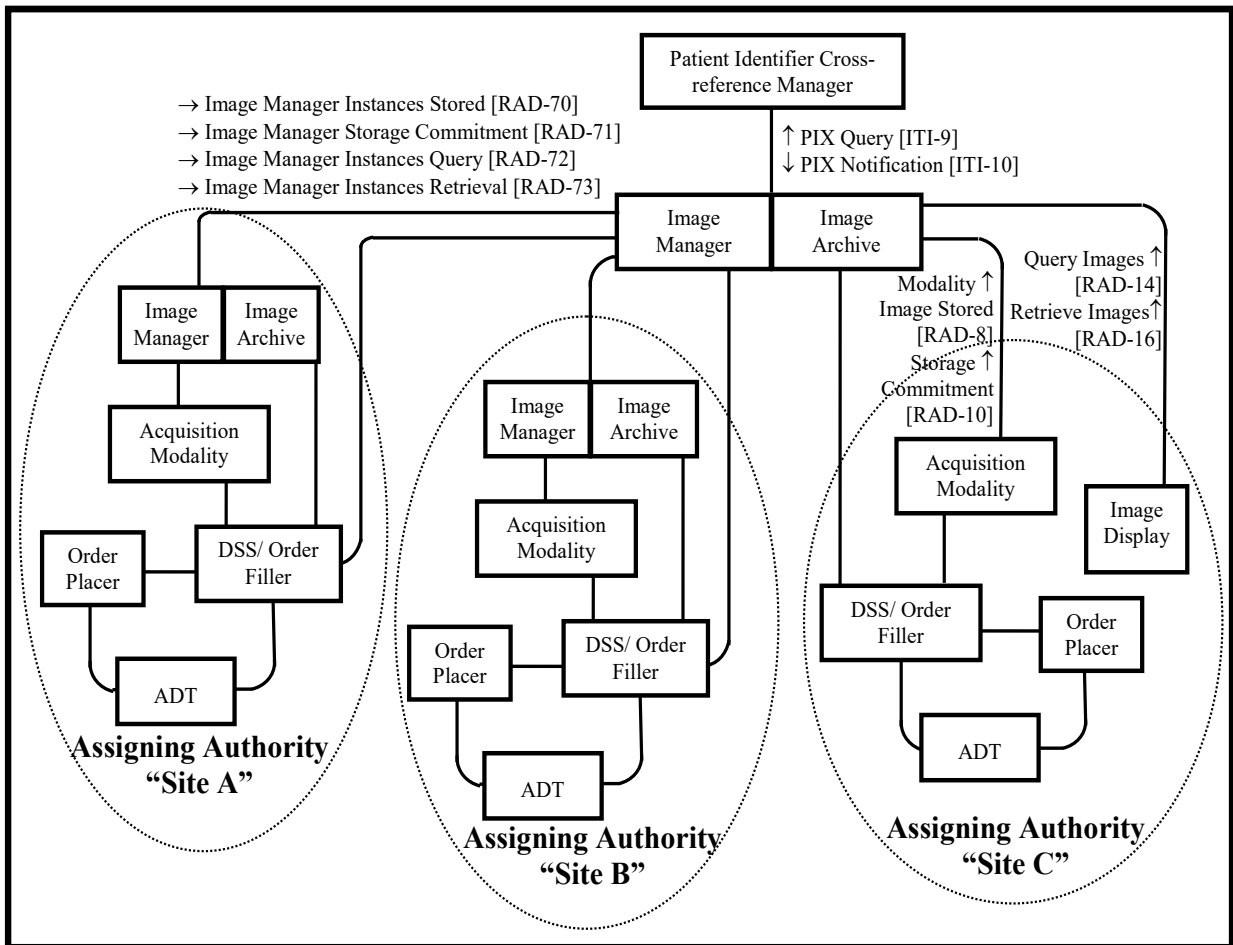 Patient Identifier Cross-
reference Manager
→ Image Manager Instances Stored [RAD-70]
→ Image Manager Storage Commitment [RAD-71]
→ Image Manager Instances Query [RAD-72]
→ Image Manager Instances Retrieval [RAD-73]
↑ PIX Query [ITI-9]
↓ PIX Notification [ITI-10]
Image
Manager
Image
Archive
Query Images ↑
[RAD-14]
Retrieve Images↑
[RAD-16]
Modality ↑
Image Stored
[RAD-8]
Storage ↑
Commitment
[RAD-10]
Image
Manager
Image
Archive
Acquisition
Modality
Order
Placer
DSS/ Order
Filler
ADT
Assigning Authority
“Site A”
Image
Manager
Image
Archive
Acquisition
Modality
Order
Placer
DSS/ Order
Filler
ADT
Assigning Authority
“Site B”
Acquisition
Modality
Image
Display
DSS/ Order
Filler
Order
Placer
ADT
Assigning Authority
“Site C”